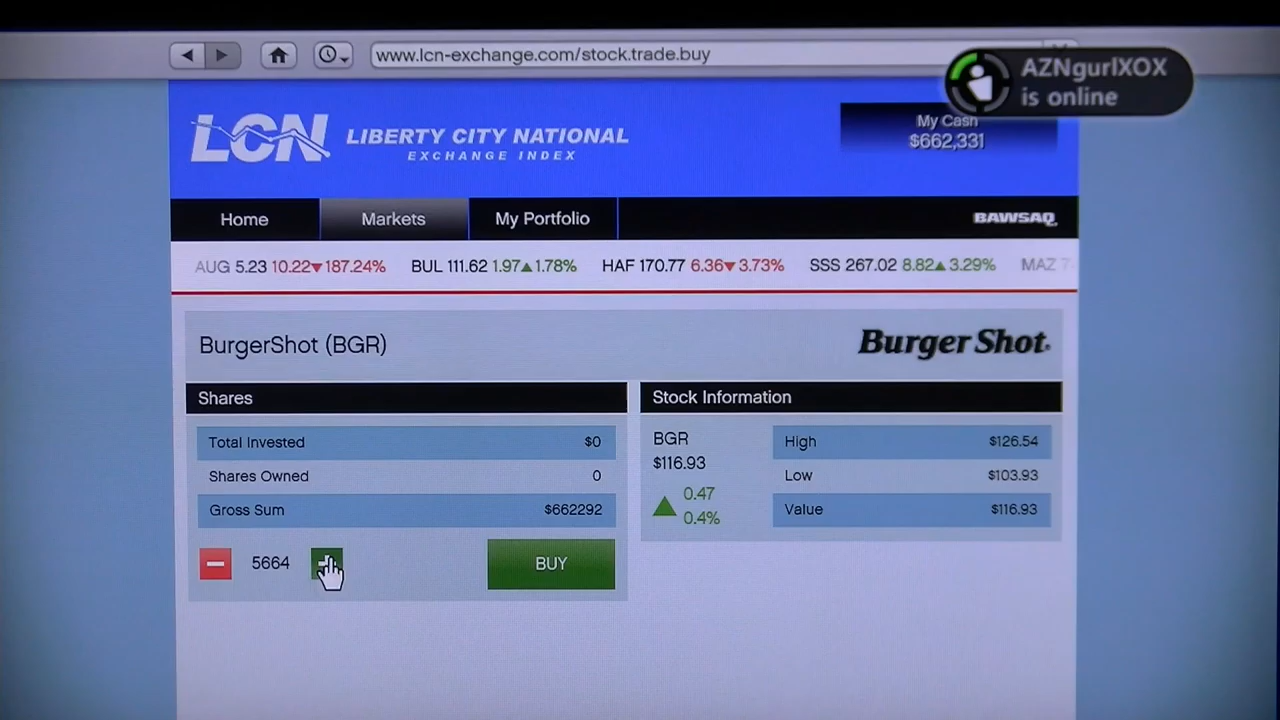 www.lcn-exchange.com/stock.trade.buy
AZNgurlXOX
is online
My Cash
$662,331
LCN LIBERTY CITY NATIONAL
EXCHANGE INDEX
Home Markets My Portfolio BAWSAQ
AUG 5.23 10.22▼187.24% BUL 111.62 1.97▲1.78% HAF 170.77 6.36▼3.73% SSS 267.02 8.82▲3.29% MAZ
BurgerShot (BGR) Burger Shot.
Shares
Total Invested $0
Shares Owned 0
Gross Sum $662292
5664 BUY
Stock Information
BGR
$116.93
0.47
0.4%
High $126.54
Low $103.93
Value $116.93